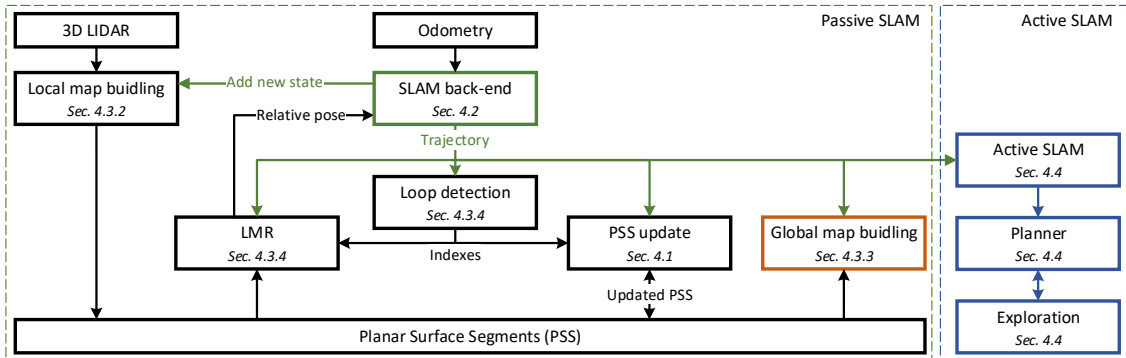 3D LIDAR
Odometry
Passive SLAM
Active SLAM
Local map buidling
Sec. 4.3.2
Add new state
SLAM back-end
Sec. 4.2
Relative pose
Trajectory
Active SLAM
Sec. 4.4
Loop detection
Sec. 4.3.4
LMR
Sec. 4.3.4
Indexes
PSS update
Sec. 4.1
Global map buidling
Sec. 4.3.3
Planner
Sec. 4.4
Updated PSS
Planar Surface Segments (PSS)
Exploration
Sec. 4.4